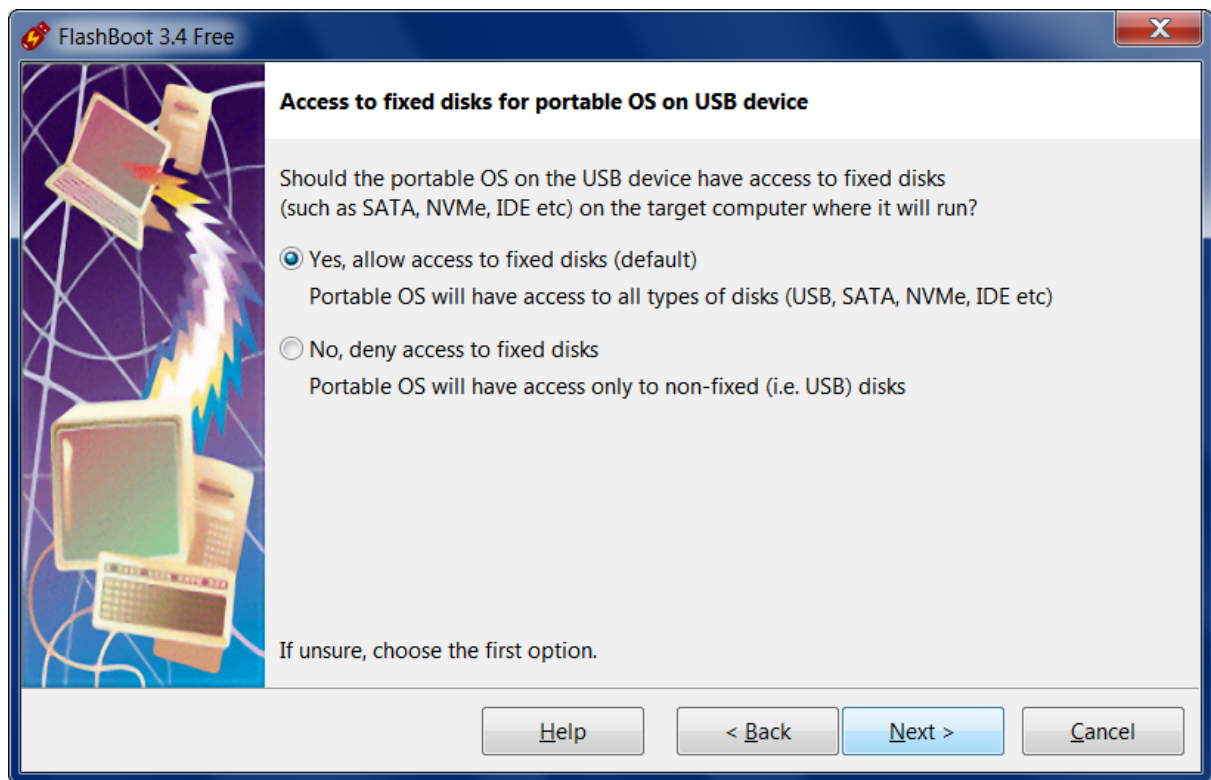 FlashBoot 3.4 Free
X
Access to fixed disks for portable OS on USB device
Should the portable OS on the USB device have access to fixed disks
(such as SATA, NVMe, IDE etc) on the target computer where it will run?
Yes, allow access to fixed disks (default)
Portable OS will have access to all types of disks (USB, SATA, NVMe, IDE etc)
No, deny access to fixed disks
Portable OS will have access only to non-fixed (i.e. USB) disks
If unsure, choose the first option.
Help
< Back
Next >
Cancel